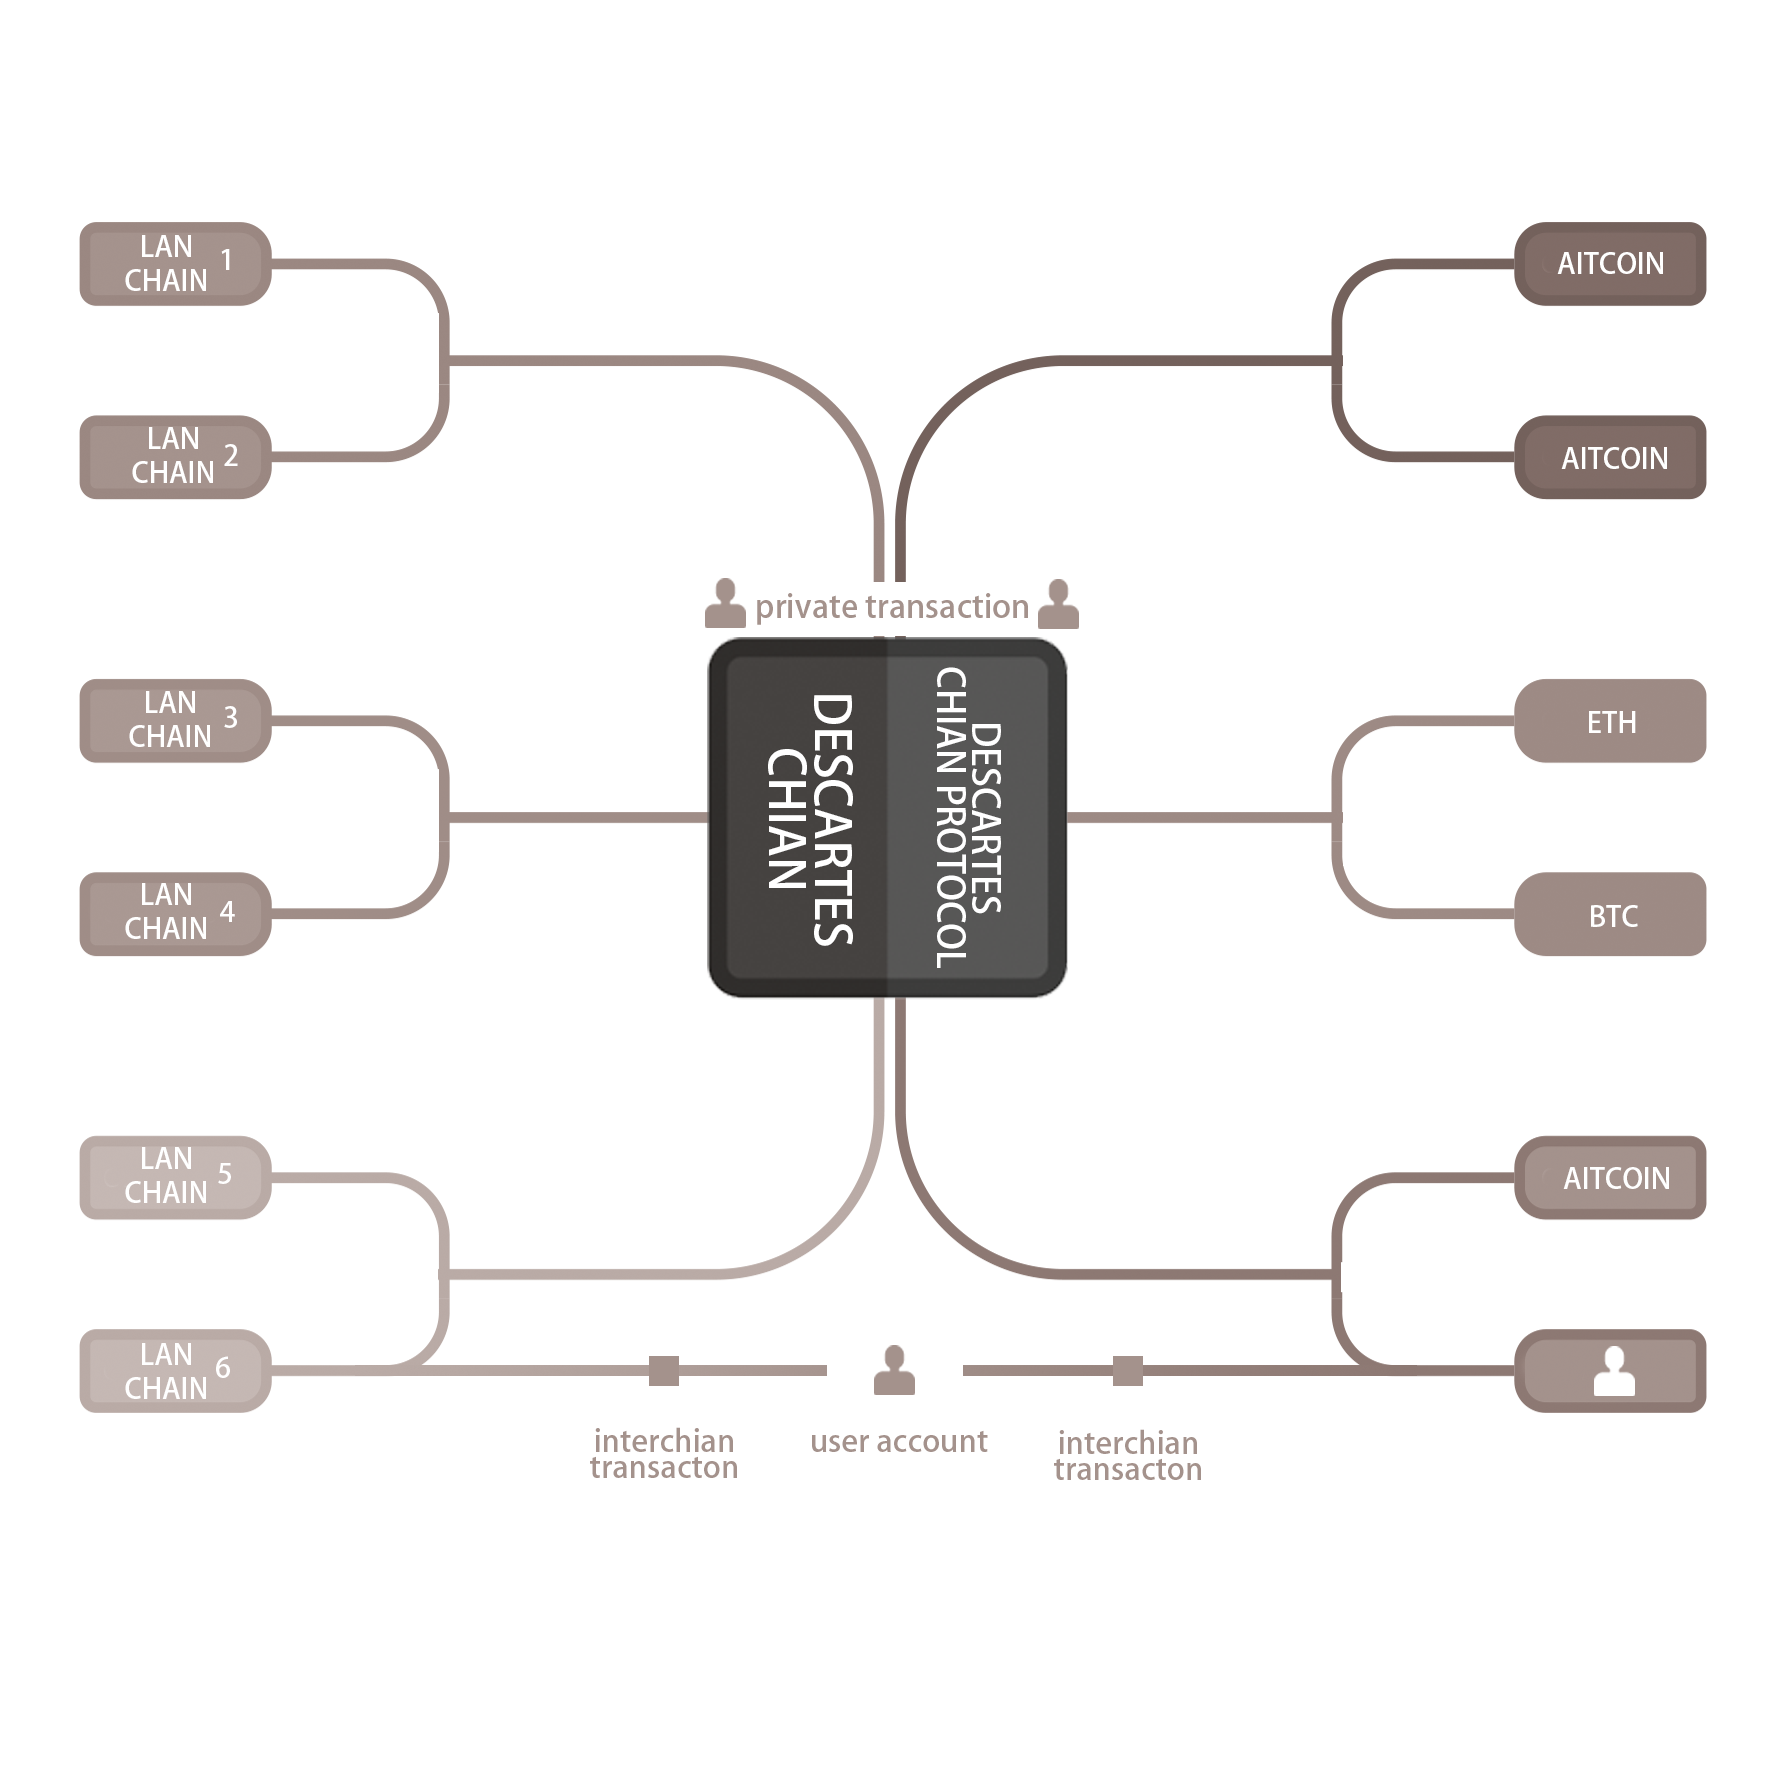 LAN
CHAIN 1
LAN
CHAIN 2
AITCOIN
AITCOIN
private transaction
LAN
CHAIN 3
LAN
CHAIN 4
DESCARTES
CHIAN
DESCARTES
CHIAN PROTOCOL
ETH
BTC
LAN
CHAIN 5
LAN
CHAIN 6
AITCOIN
interchian
transacton
user account
interchian
transacton